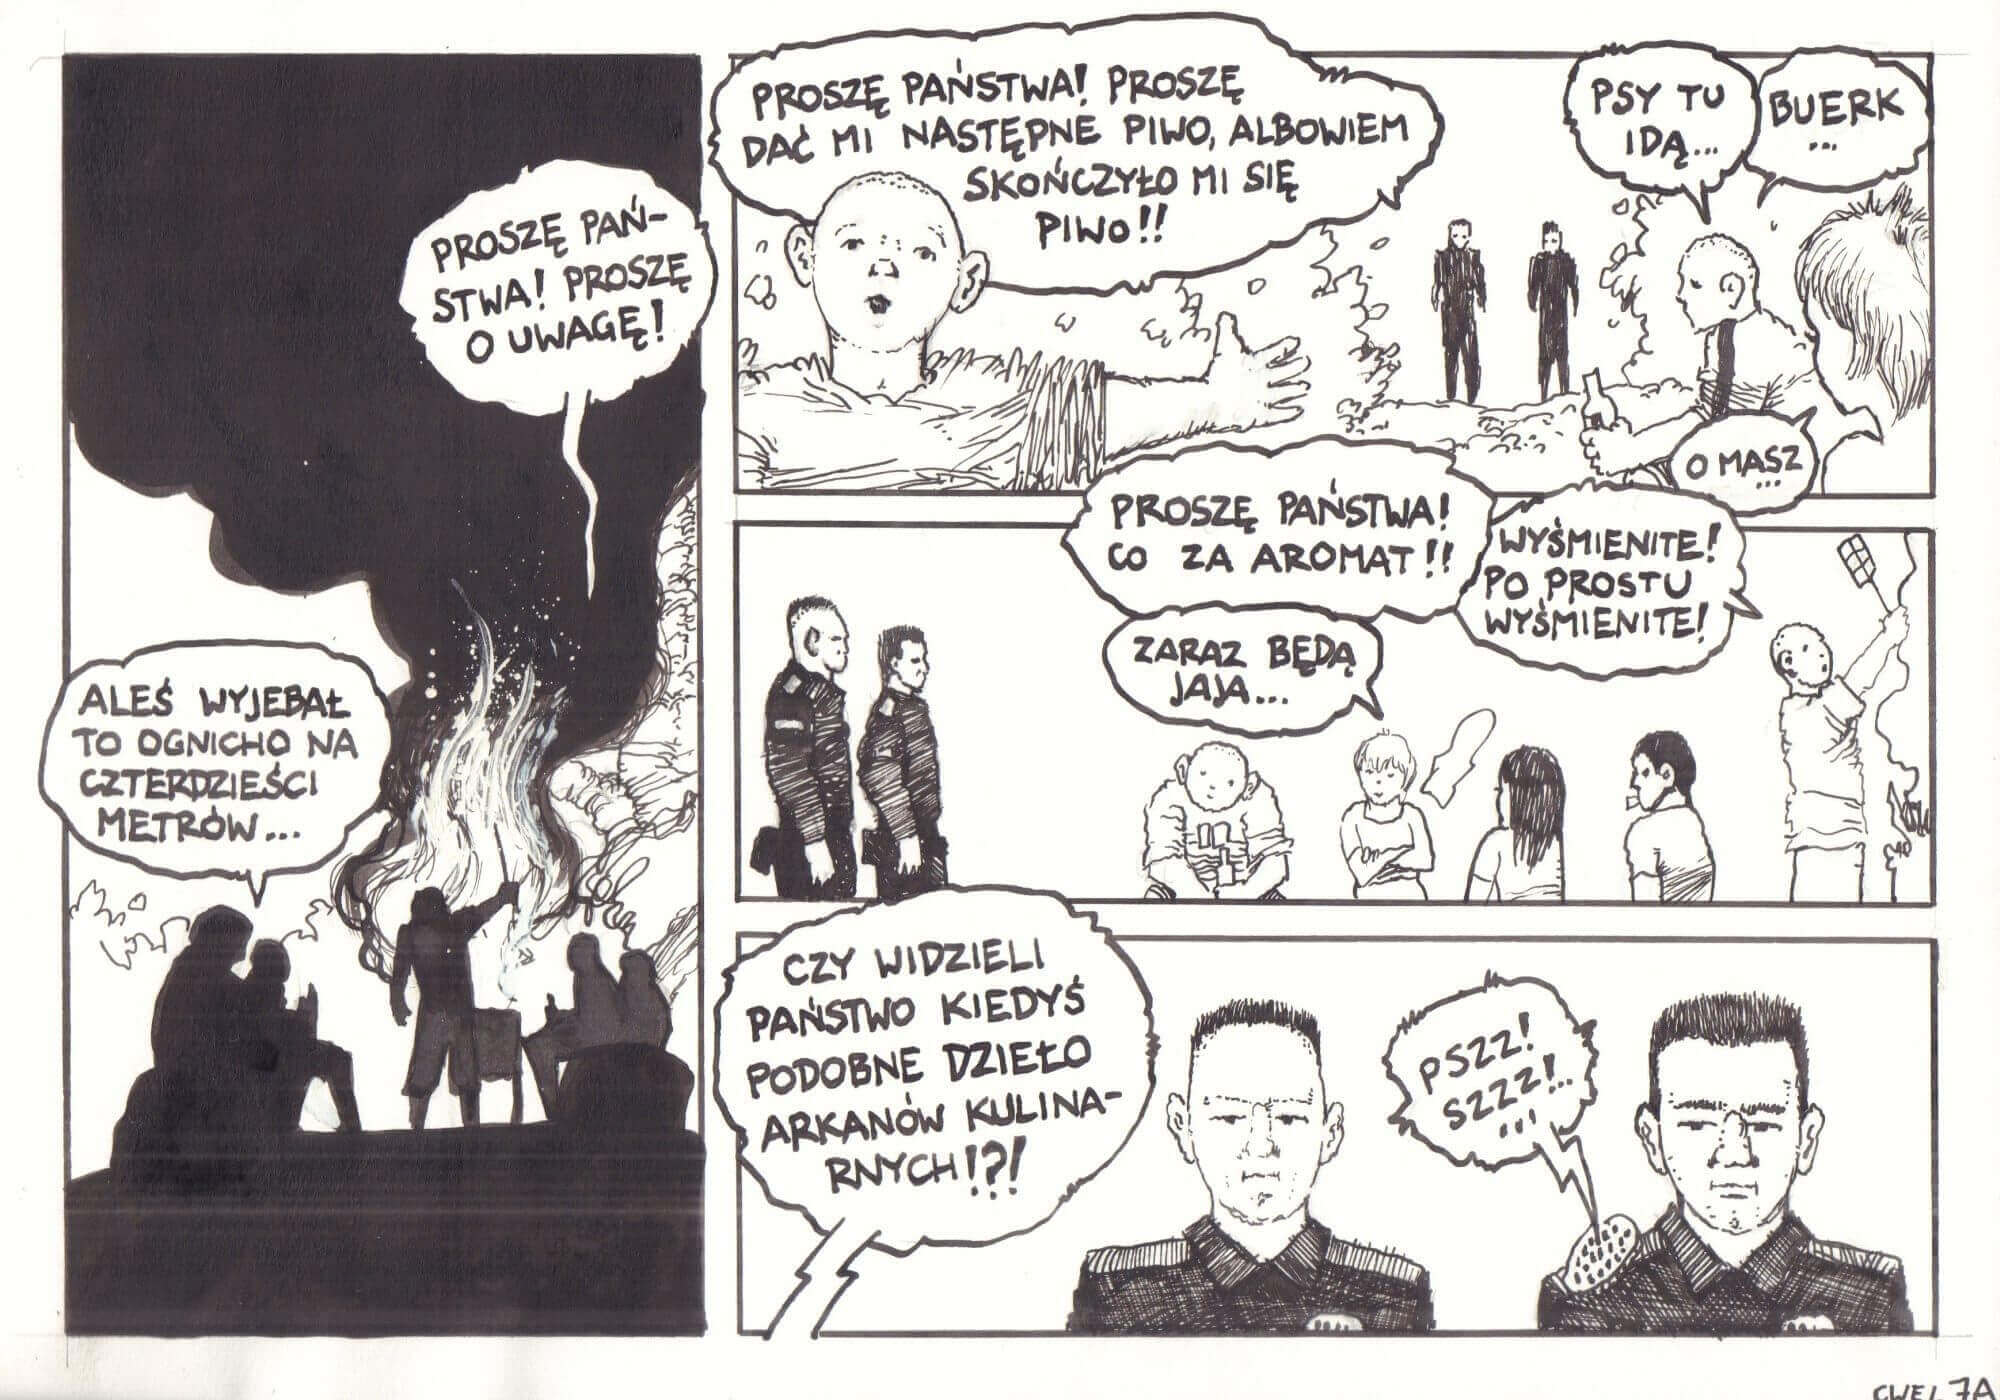 PROSZĘ PAŃ-
STWA! PROSZĘ
O UWAGĘ!
ALEŚ WYJEBAŁ
TO OGNICHO NA
CZTERDZIEŚCI
METRÓW...
PROSZĘ PAŃSTWA! PROSZĘ
DAĆ MI NASTĘPNE PIWO, ALBOWIEM
SKOŃCZYŁO MI SIĘ
PIWO!!
PSY TU
IDĄ...
BUERK
...
O MASZ
...
PROSZĘ PAŃSTWA!
CO ZA AROMAT!!
WYŚMIENITE!
PO PROSTU
WYŚMIENITE!
ZARAZ BĘDĄ
JAJA...
CZY WIDZIELI
PAŃSTWO KIEDYŚ
PODOBNE DZIEŁO
ARKANÓW KULINA-
RNYCH!?!
PSZZ!
SZZZ!..
...
7A